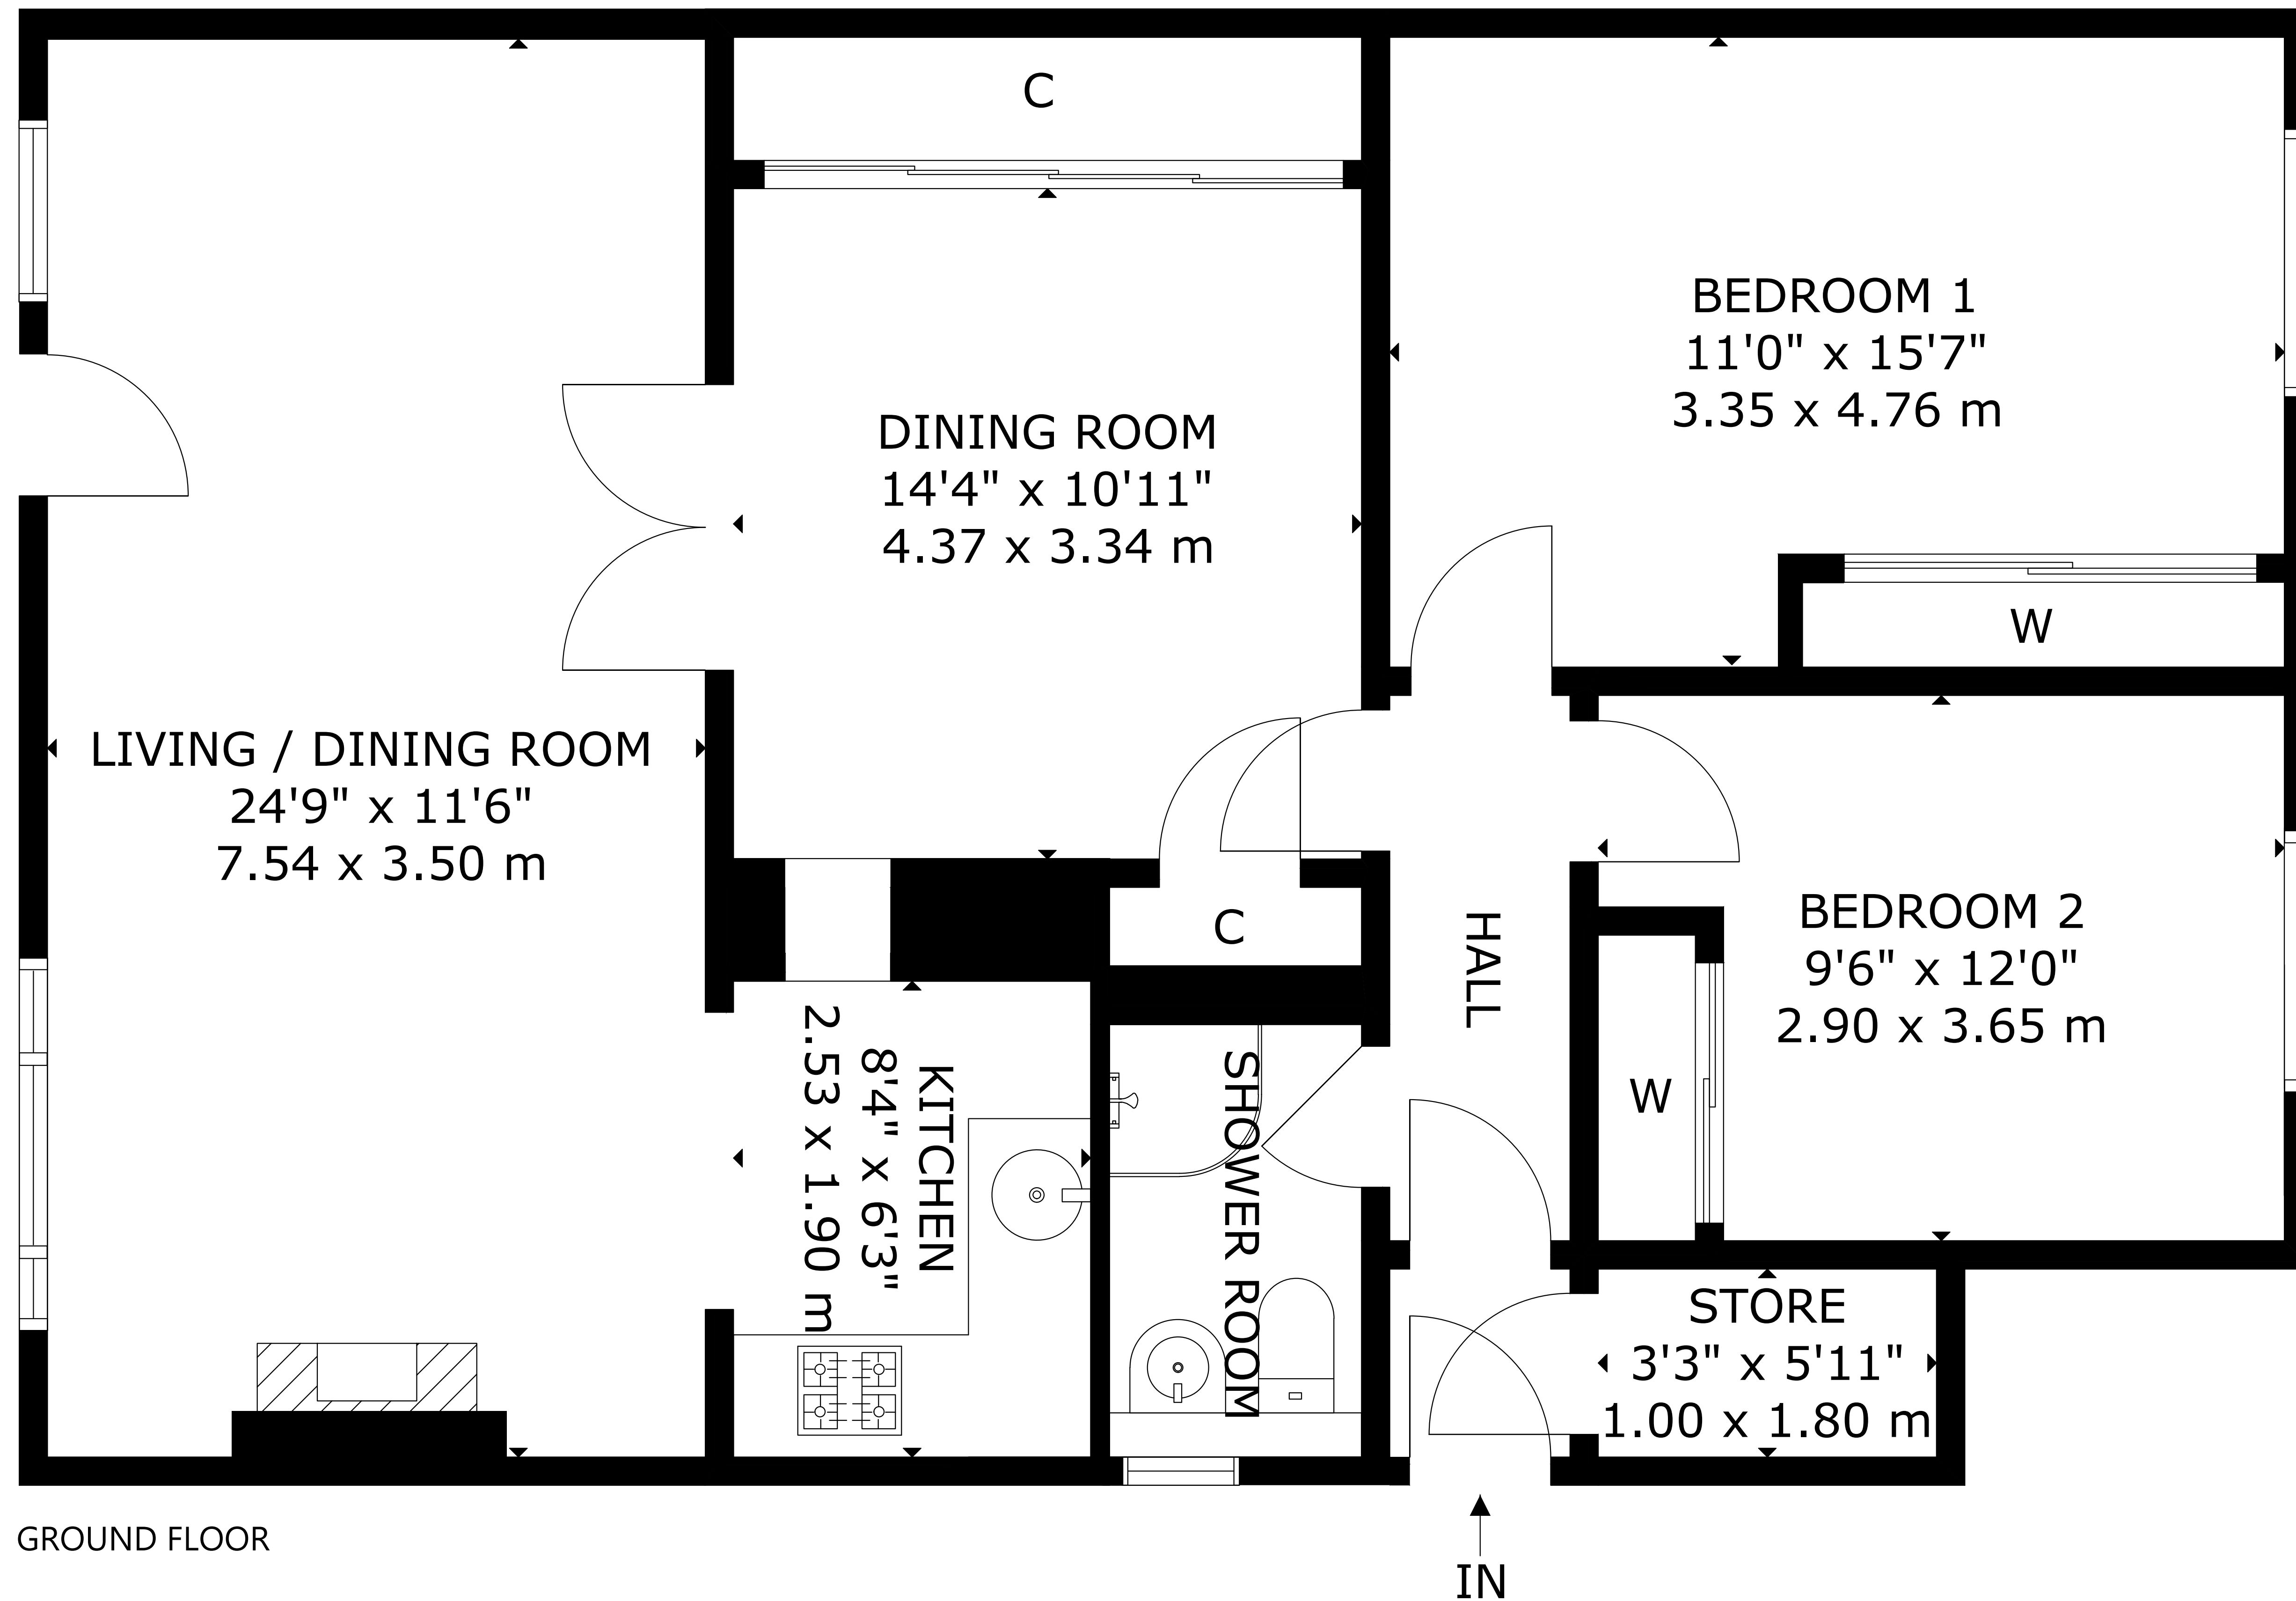 C
BEDROOM 1
11'0" x 15'7"
3.35 x 4.76 m
DINING ROOM
14'4" x 10'11"
4.37 x 3.34 m
W
LIVING / DINING ROOM
24'9" x 11'6"
7.54 x 3.50 m
C
HALL
BEDROOM 2
9'6" x 12'0"
2.90 x 3.65 m
W
KITCHEN
8'4" x 6'3"
2.53 x 1.90 m
SHOWER ROOM
STORE
3'3" x 5'11"
1.00 x 1.80 m
GROUND FLOOR
IN